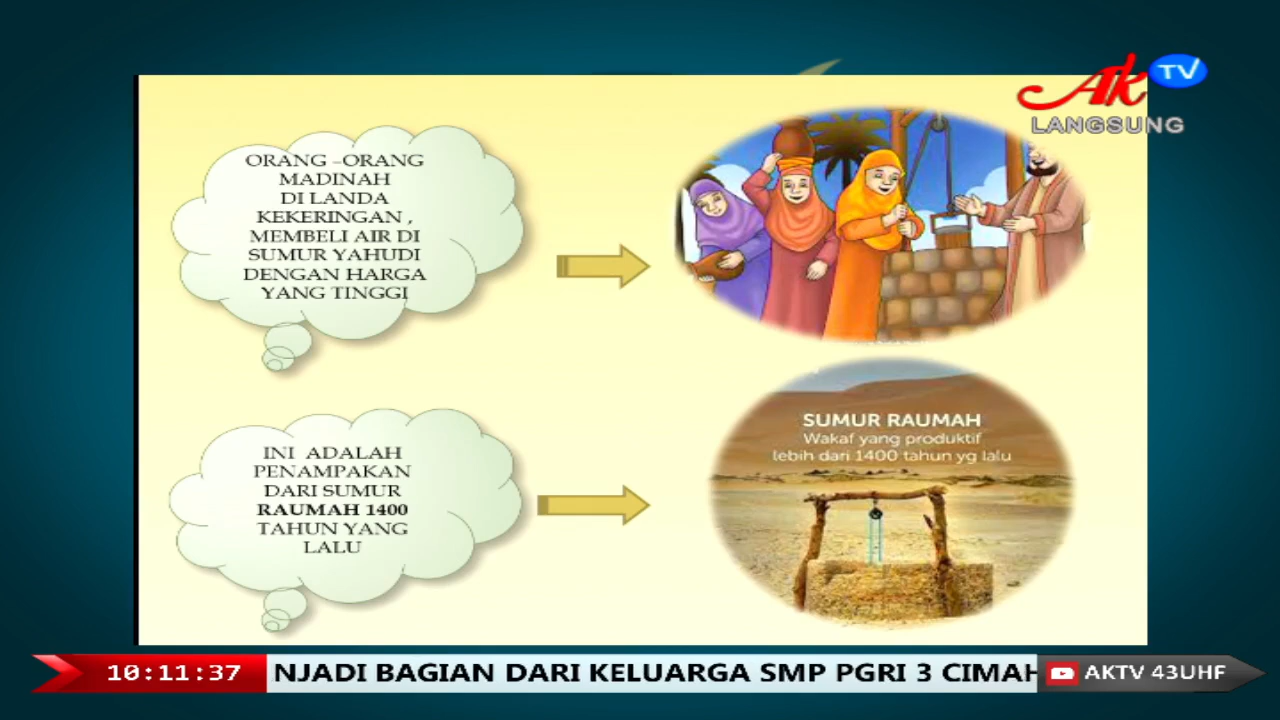 Ak TV
LANGSUNG
ORANG -ORANG
MADINAH
DI LANDA
KEKERINGAN ,
MEMBELI AIR DI
SUMUR YAHUDI
DENGAN HARGA
YANG TINGGI
INI ADALAH
PENAMPAKAN
DARI SUMUR
RAUMAH 1400
TAHUN YANG
LALU
SUMUR RAUMAH
Wakaf yang produktif
lebih dari 1400 tahun yg lalu
10:11:37
NJADI BAGIAN DARI KELUARGA SMP PGRI 3 CIMAH
AKTV 43UHF